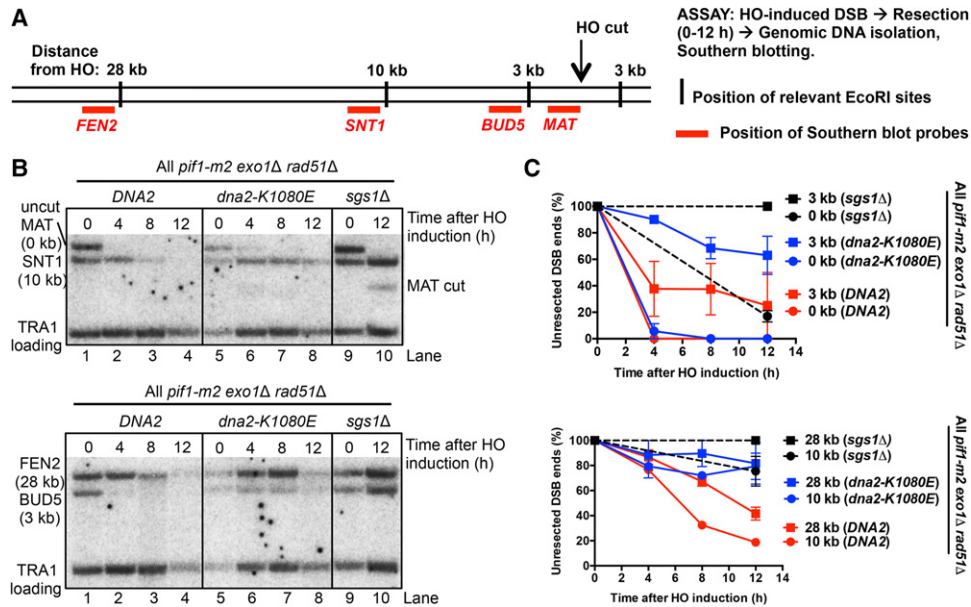 A
Distance
from HO: 28 kb
10 kb
3 kb
HO cut
3 kb
FEN2
SNT1
BUD5
MAT
ASSAY: HO-induced DSB → Resection
(0-12 h) → Genomic DNA isolation,
Southern blotting.
Position of relevant EcoRI sites
Position of Southern blot probes
B
All pif1-m2 exo1Δ rad51Δ
DNA2 dna2-K1080E sgs1Δ
0 4 8 12 0 4 8 12 0 12
Time after HO
induction (h)
uncut
MAT
(0 kb)
SNT1
(10 kb)
MAT cut
TRA1
loading
1 2 3 4 5 6 7 8 9 10 Lane
All pif1-m2 exo1Δ rad51Δ
DNA2 dna2-K1080E sgs1Δ
0 4 8 12 0 4 8 12 0 12
Time after HO
induction (h)
FEN2
(28 kb)
BUD5
(3 kb)
TRA1
loading
1 2 3 4 5 6 7 8 9 10 Lane
C
Unresected DSB ends (%)
100
80
60
40
20
0
0 2 4 6 8 10 12 14
Time after HO induction (h)
3 kb (sgs1Δ)
0 kb (sgs1Δ)
3 kb (dna2-K1080E)
0 kb (dna2-K1080E)
3 kb (DNA2)
0 kb (DNA2)
All pif1-m2 exo1Δ rad51Δ
Unresected DSB ends (%)
100
80
60
40
20
0
0 2 4 6 8 10 12 14
Time after HO induction (h)
28 kb (sgs1Δ)
10 kb (sgs1Δ)
28 kb (dna2-K1080E)
10 kb (dna2-K1080E)
28 kb (DNA2)
10 kb (DNA2)
All pif1-m2 exo1Δ rad51Δ